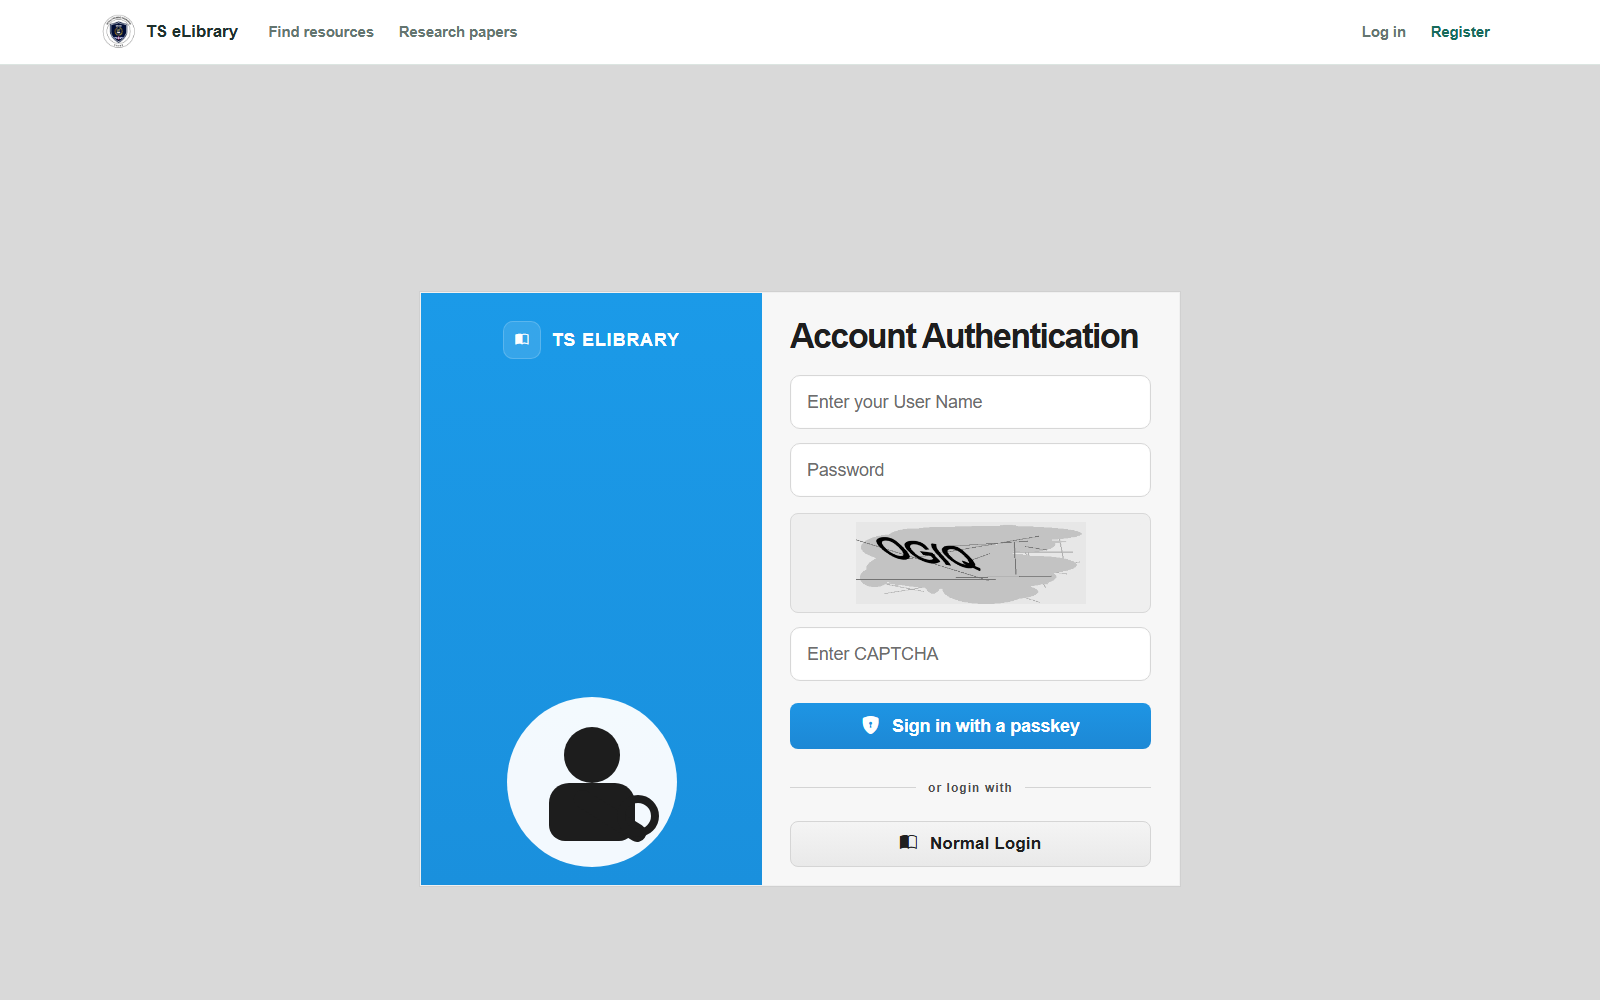 TS eLibrary
Find resources
Research papers
Log in
Register
TS ELIBRARY
Account Authentication
Enter your User Name
Password
OGIQ
Enter CAPTCHA
Sign in with a passkey
or login with
Normal Login